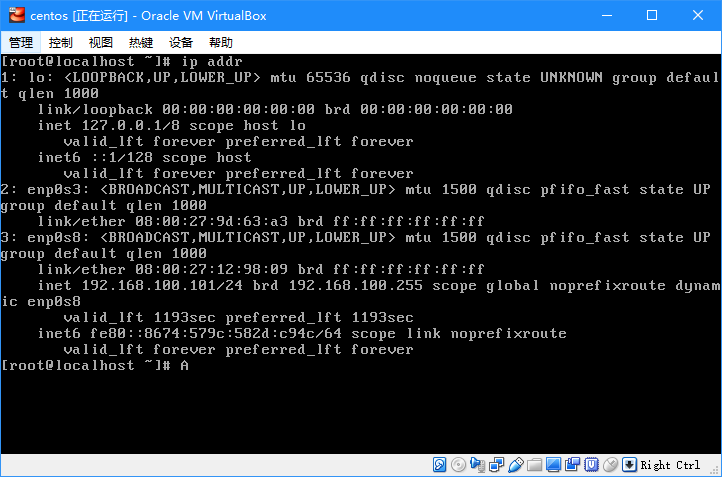 centos [正在运行] - Oracle VM VirtualBox
管理 控制 视图 热键 设备 帮助
[root@localhost ~]# ip addr
1: lo: <LOOPBACK,UP,LOWER_UP> mtu 65536 qdisc noqueue state UNKNOWN group defaul
t qlen 1000
    link/loopback 00:00:00:00:00:00 brd 00:00:00:00:00:00
    inet 127.0.0.1/8 scope host lo
       valid_lft forever preferred_lft forever
    inet6 ::1/128 scope host
       valid_lft forever preferred_lft forever
2: enp0s3: <BROADCAST,MULTICAST,UP,LOWER_UP> mtu 1500 qdisc pfifo_fast state UP
group default qlen 1000
    link/ether 08:00:27:9d:63:a3 brd ff:ff:ff:ff:ff:ff
3: enp0s8: <BROADCAST,MULTICAST,UP,LOWER_UP> mtu 1500 qdisc pfifo_fast state UP
group default qlen 1000
    link/ether 08:00:27:12:98:09 brd ff:ff:ff:ff:ff:ff
    inet 192.168.100.101/24 brd 192.168.100.255 scope global noprefixroute dynam
ic enp0s8
       valid_lft 1193sec preferred_lft 1193sec
    inet6 fe80::8674:579c:582d:c94c/64 scope link noprefixroute
       valid_lft forever preferred_lft forever
[root@localhost ~]# A
Right Ctrl